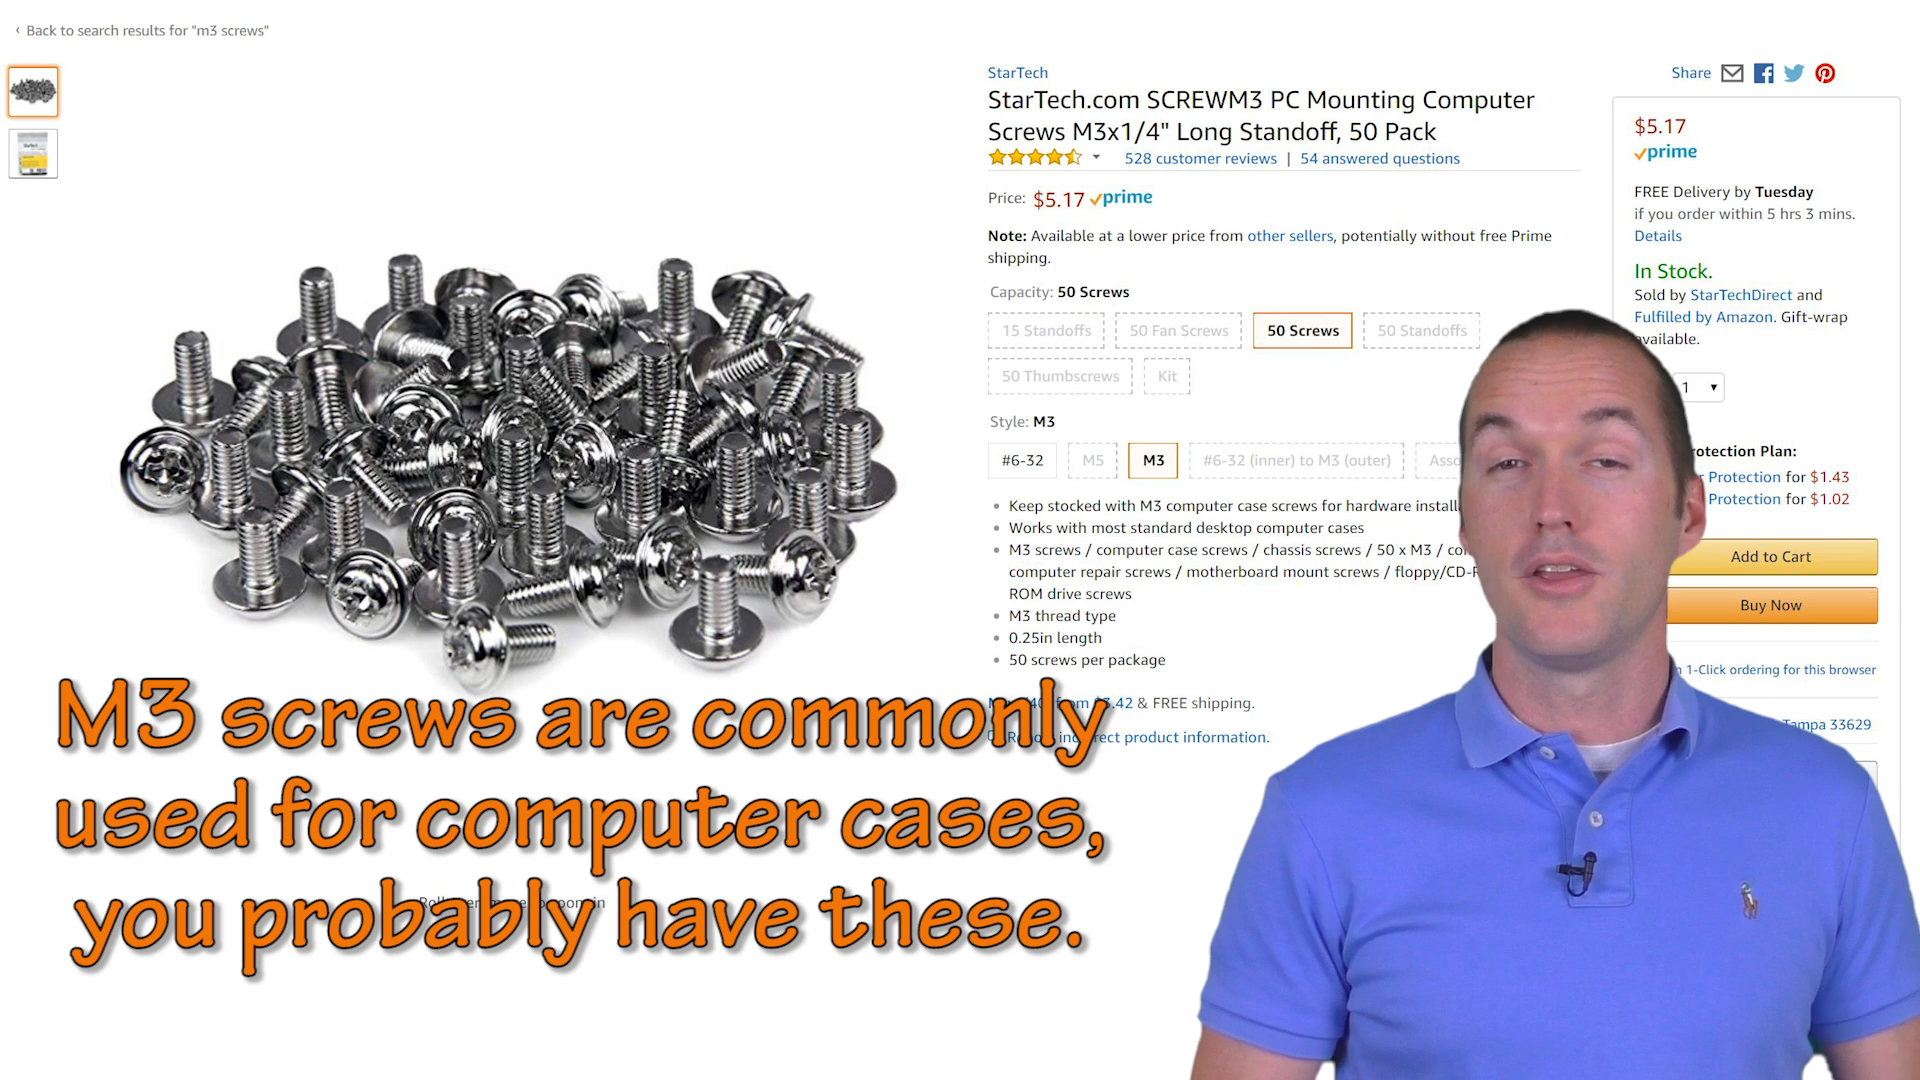 ‹ Back to search results for "m3 screws"
StarTech
StarTech.com SCREWM3 PC Mounting Computer
Screws M3x1/4" Long Standoff, 50 Pack
528 customer reviews | 54 answered questions
Price: $5.17 prime
Note: Available at a lower price from other sellers, potentially without free Prime
shipping.
Capacity: 50 Screws
15 Standoffs 50 Fan Screws 50 Screws 50 Standoffs
50 Thumbscrews Kit
Style: M3
#6-32 M5 M3 #6-32 (inner) to M3 (outer)
• Keep stocked with M3 computer case screws for hardware
• Works with most standard desktop computer cases
• M3 screws / computer case screws / chassis screws / 50 x M3 /
computer repair screws / motherboard mount screws /
ROM drive screws
• M3 thread type
• 0.25in length
• 50 screws per package
& FREE shipping.
product information.
Share
$5.17
prime
FREE Delivery by Tuesday
if you order within 5 hrs 3 mins.
Details
In Stock.
Sold by StarTechDirect and
Fulfilled by Amazon. Gift-wrap
available.
1
Plan:
Protection for $1.43
Protection for $1.02
Add to Cart
Buy Now
1-Click ordering for this browser
Tampa 33629
M3 screws are commonly
used for computer cases,
you probably have these.